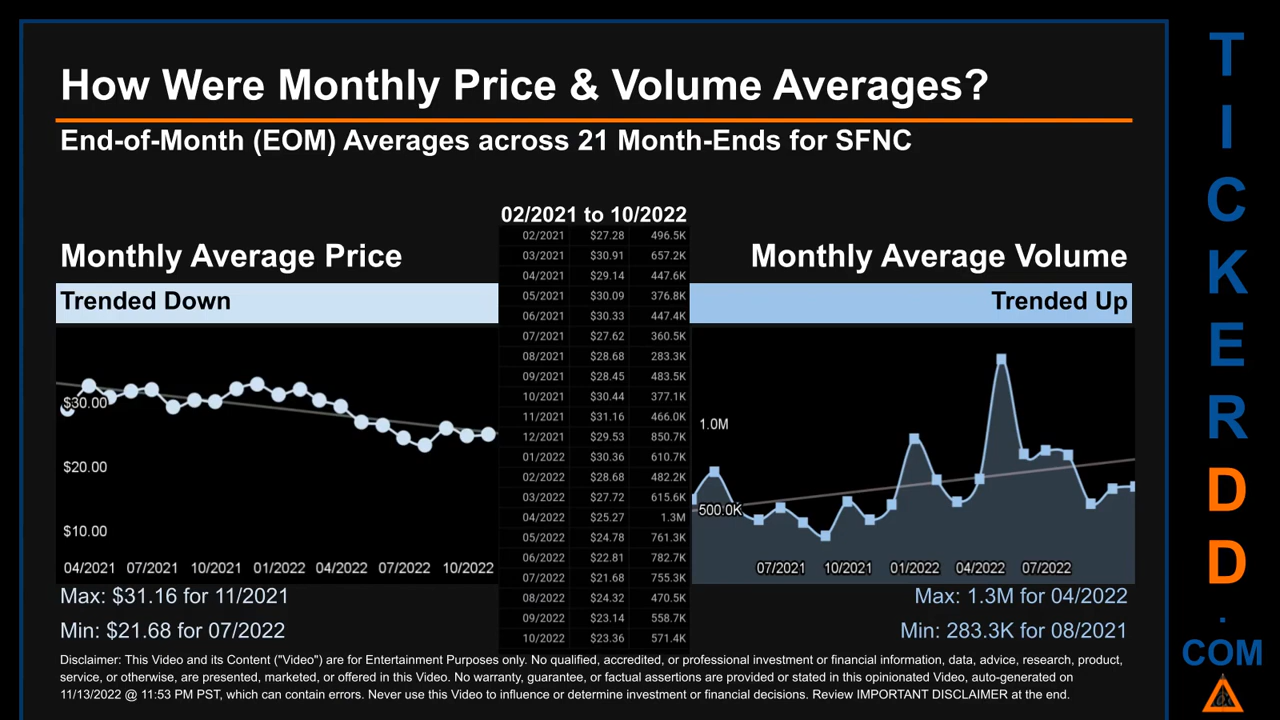 How Were Monthly Price & Volume Averages?
End-of-Month (EOM) Averages across 21 Month-Ends for SFNC
02/2021 to 10/2022
Monthly Average Price
Trended Down
$30.00
$20.00
$10.00
04/2021 07/2021 10/2021 01/2022 04/2022 07/2022 10/2022
Max: $31.16 for 11/2021
Min: $21.68 for 07/2022
02/2021 $27.28 496.5K
03/2021 $30.91 657.2K
04/2021 $29.14 447.6K
05/2021 $30.09 376.8K
06/2021 $30.33 447.4K
07/2021 $27.62 360.5K
08/2021 $28.68 283.3K
09/2021 $28.45 483.5K
10/2021 $30.44 377.1K
11/2021 $31.16 466.0K
12/2021 $29.53 850.7K
01/2022 $30.36 610.7K
02/2022 $28.68 482.2K
03/2022 $27.72 615.6K
04/2022 $25.27 1.3M
05/2022 $24.78 761.3K
06/2022 $22.81 782.7K
07/2022 $21.68 755.3K
08/2022 $24.32 470.5K
09/2022 $23.14 558.7K
10/2022 $23.36 571.4K
Monthly Average Volume
Trended Up
1.0M
500.0K
07/2021 10/2021 01/2022 04/2022 07/2022
Max: 1.3M for 04/2022
Min: 283.3K for 08/2021
Disclaimer: This Video and its Content ("Video") are for Entertainment Purposes only. No qualified, accredited, or professional investment or financial information, data, advice, research, product,
service, or otherwise, are presented, marketed, or offered in this Video. No warranty, guarantee, or factual assertions are provided or stated in this opinionated Video, auto-generated on
11/13/2022 @ 11:53 PM PST, which can contain errors. Never use this Video to influence or determine investment or financial decisions. Review IMPORTANT DISCLAIMER at the end.
T
I
C
K
E
R
D
D
.
COM